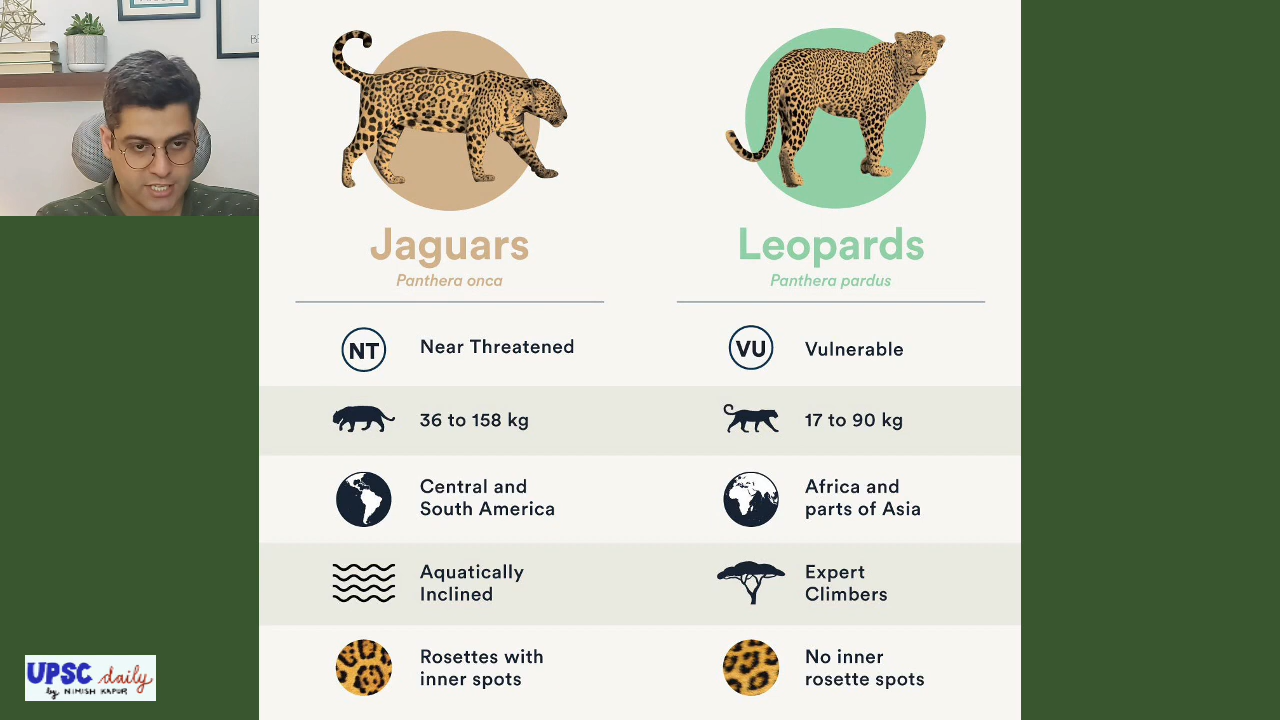 Jaguars
Panthera onca
NT
Near Threatened
36 to 158 kg
Central and
South America
Aquatically
Inclined
Rosettes with
inner spots
Leopards
Panthera pardus
VU
Vulnerable
17 to 90 kg
Africa and
parts of Asia
Expert
Climbers
No inner
rosette spots
UPSC daily
by NIMISH KAPUR